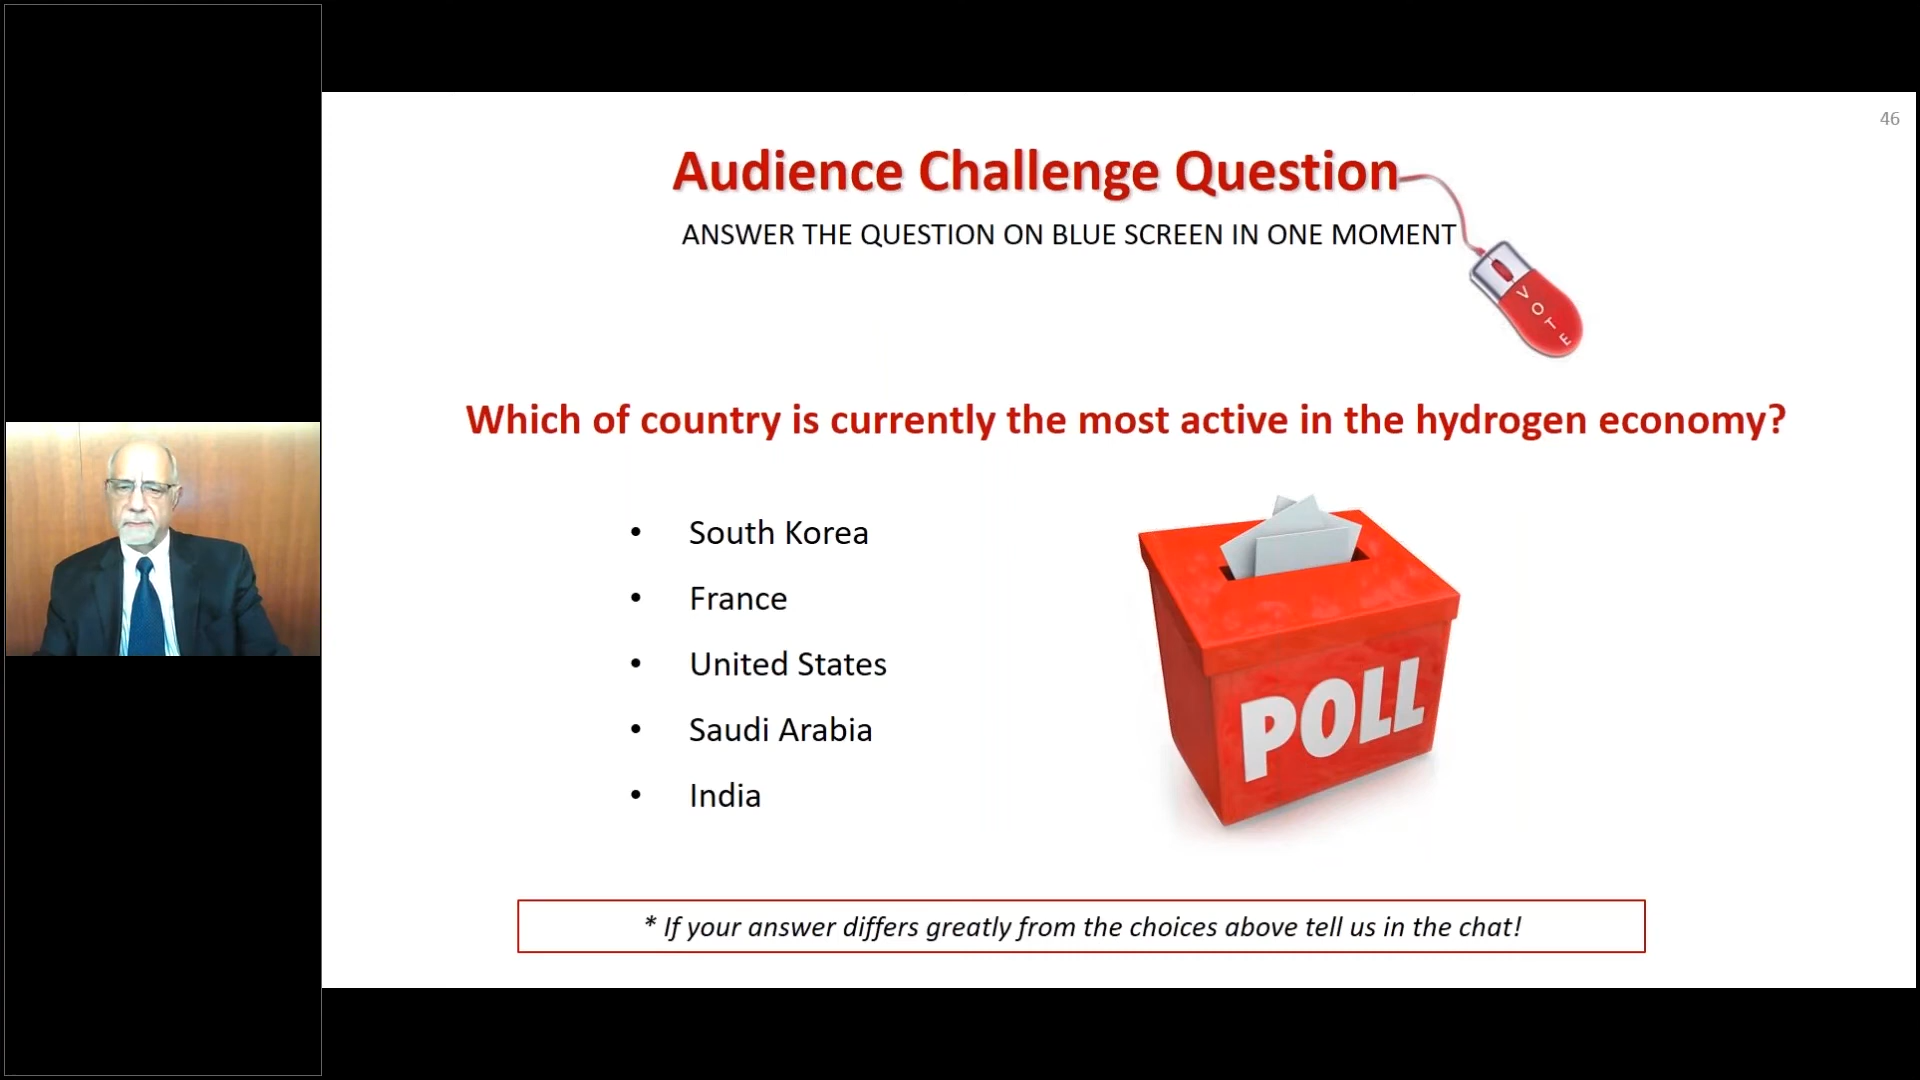 46
Audience Challenge Question
ANSWER THE QUESTION ON BLUE SCREEN IN ONE MOMENT
VOTE
Which of country is currently the most active in the hydrogen economy?
• South Korea
• France
• United States
• Saudi Arabia
• India
POLL
* If your answer differs greatly from the choices above tell us in the chat!